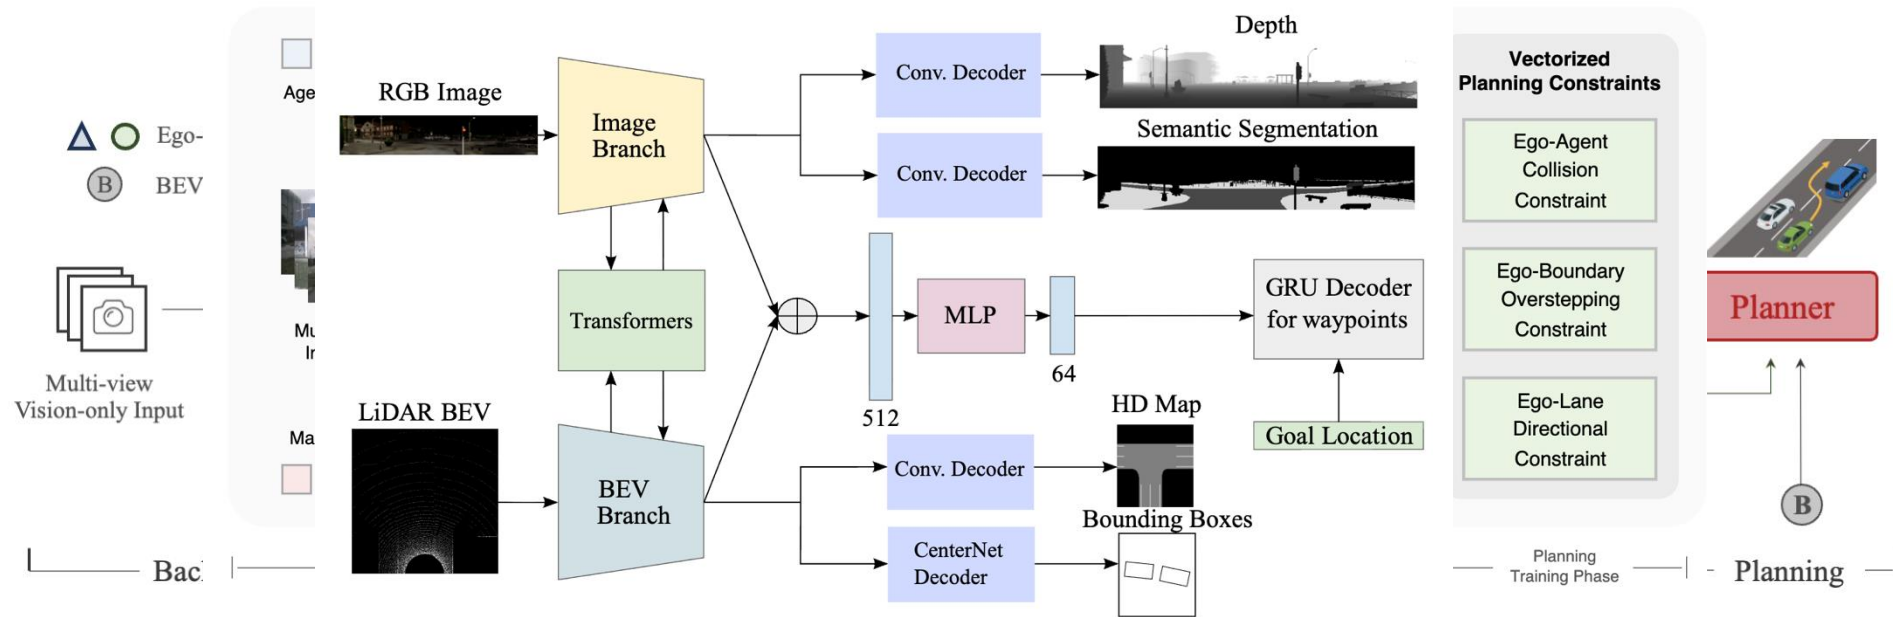 Ego-
B
BEV
Multi-view
Vision-only Input
RGB Image
Image
Branch
Transformers
LiDAR BEV
BEV
Branch
Conv. Decoder
Depth
Conv. Decoder
Semantic Segmentation
512
MLP
64
GRU Decoder
for waypoints
Goal Location
Conv. Decoder
HD Map
CenterNet
Decoder
Bounding Boxes
Vectorized
Planning Constraints
Ego-Agent
Collision
Constraint
Ego-Boundary
Overstepping
Constraint
Ego-Lane
Directional
Constraint
Planning
Training Phase
Planner
B
Planning